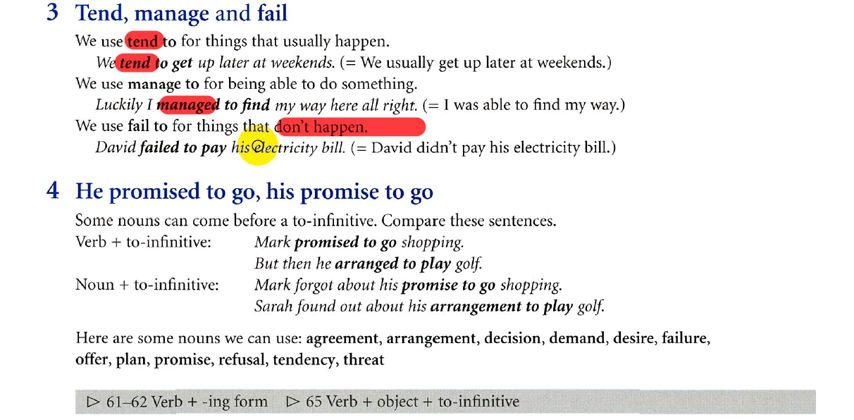 3 Tend, manage and fail
We use tend to for things that usually happen.
We tend to get up later at weekends. (= We usually get up later at weekends.)
We use manage to for being able to do something.
Luckily I managed to find my way here all right. (= I was able to find my way.)
We use fail to for things that don't happen.
David failed to pay his electricity bill. (= David didn't pay his electricity bill.)
4 He promised to go, his promise to go
Some nouns can come before a to-infinitive. Compare these sentences.
Verb + to-infinitive: Mark promised to go shopping.
But then he arranged to play golf.
Noun + to-infinitive: Mark forgot about his promise to go shopping.
Sarah found out about his arrangement to play golf.
Here are some nouns we can use: agreement, arrangement, decision, demand, desire, failure,
offer, plan, promise, refusal, tendency, threat
▷ 61–62 Verb + -ing form ▷ 65 Verb + object + to-infinitive